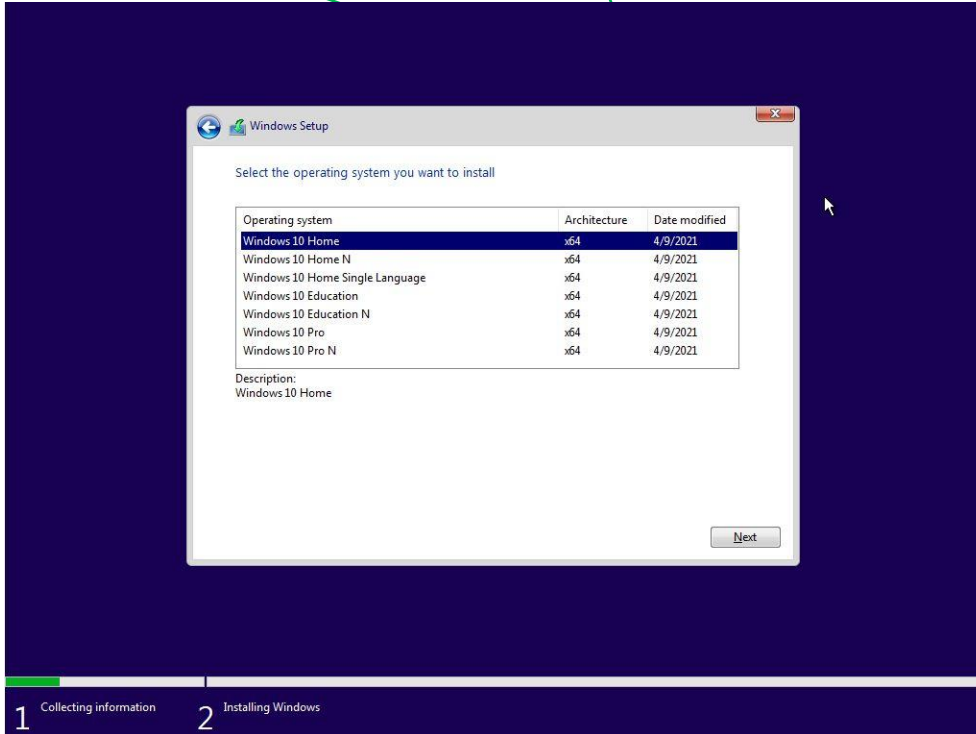 Windows Setup
Select the operating system you want to install
Operating system Architecture Date modified
Windows 10 Home x64 4/9/2021
Windows 10 Home N x64 4/9/2021
Windows 10 Home Single Language x64 4/9/2021
Windows 10 Education x64 4/9/2021
Windows 10 Education N x64 4/9/2021
Windows 10 Pro x64 4/9/2021
Windows 10 Pro N x64 4/9/2021
Description:
Windows 10 Home
Next
1 Collecting information 2 Installing Windows